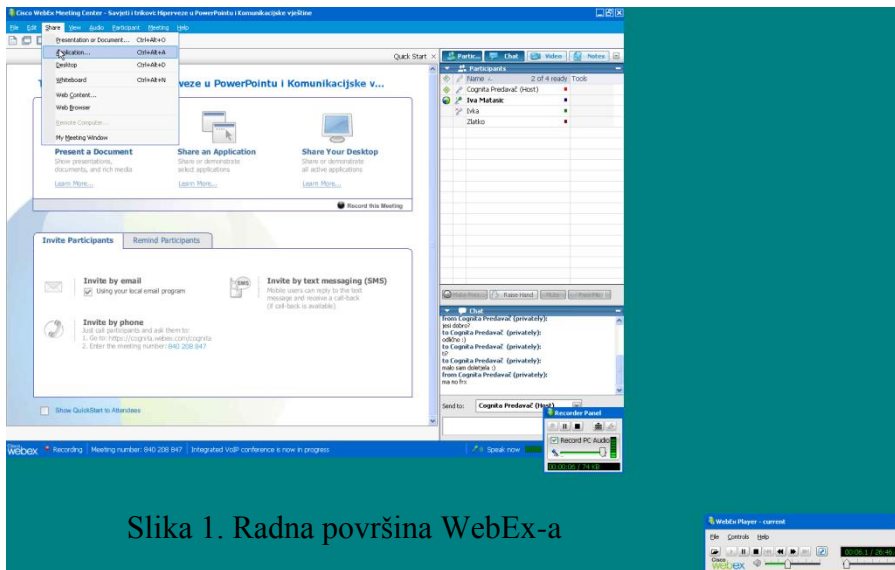 Cisco WebEx Meeting Center - Savjeti i trikovi: Hiperveze u PowerPointu i Komunikacijske vještine
File Edit Share View Audio Participant Meeting Help
Presentation or Document... Ctrl+Alt+O
Application... Ctrl+Alt+A
Desktop Ctrl+Alt+D
Whiteboard Ctrl+Alt+N
Web Content...
Web Browser
Remote Computer...
My Meeting Window
Quick Start
veze u PowerPointu i Komunikacijske v...
Present a Document
Show presentations,
documents, and rich media
Learn More...
Share an Application
Share or demonstrate
select applications
Learn More...
Share Your Desktop
Share or demonstrate
all active applications
Learn More...
Record this Meeting
Invite Participants Remind Participants
Invite by email
Using your local email program
Invite by phone
Just call participants and ask them to:
1. Go to: https://cognita.webex.com/cognita
2. Enter the meeting number: 840 208 847
SMS
Invite by text messaging (SMS)
Mobile users can reply to the text
message and receive a call-back
(if call-back is available)
Show QuickStart to Attendees
Partic... Chat Video Notes
Participants
Name 2 of 4 ready Tools
Cognita Predavač (Host)
Iva Matasic
Ivka
Zlatko
Raise Hand
Chat
from Cognita Predavač (privately):
jesi dobro?
to Cognita Predavač (privately):
odlično :)
to Cognita Predavač (privately):
ti?
to Cognita Predavač (privately):
malo sam doletjela :)
from Cognita Predavač (privately):
ma no frx
Send to: Cognita Predavač (Host)
Recorder Panel
Record PC Audio
00:00:06 / 74 kB
Cisco WebEx Recording Meeting number: 840 208 847 Integrated VoIP conference is now in progress Speak now
Slika 1. Radna površina WebEx-a
WebEx Player - current
File Controls Help
Cisco webex
00:06.1 / 26:46